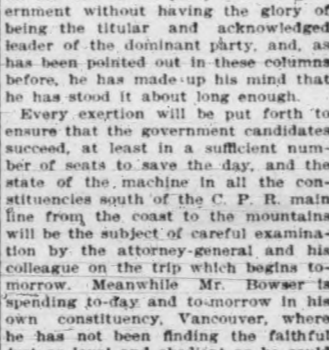 ernment without having the glory of
being the titular and acknowledged
leader of the dominant party, and, as
has been pointed out in these columns
before, he has made up his mind that
he has stood it about long enough.
Every exertion will be put forth to
ensure that the government candidates
succeed, at least in a sufficient num-
ber of seats to save the day, and the
state of the machine in all the con-
stituencies south of the C. P. R. main
line from the coast to the mountains
will be the subject of careful examina-
tion by the attorney-general and his
colleague on the trip which begins to-
morrow. Meanwhile Mr. Bowser is
spending to-day and to-morrow in his
own constituency, Vancouver, where
he has not been finding the faithful